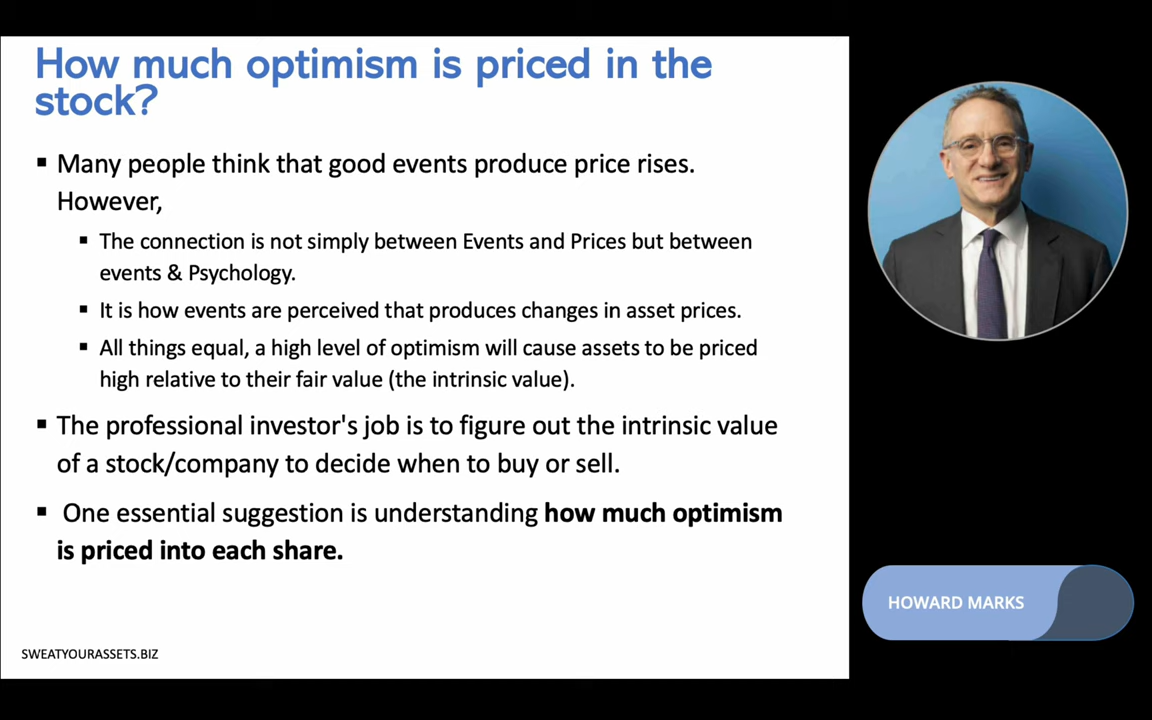 How much optimism is priced in the
stock?
▪ Many people think that good events produce price rises.
However,
▪ The connection is not simply between Events and Prices but between
events & Psychology.
▪ It is how events are perceived that produces changes in asset prices.
▪ All things equal, a high level of optimism will cause assets to be priced
high relative to their fair value (the intrinsic value).
▪ The professional investor's job is to figure out the intrinsic value
of a stock/company to decide when to buy or sell.
▪ One essential suggestion is understanding how much optimism
is priced into each share.
SWEATYOURASSETS.BIZ
HOWARD MARKS